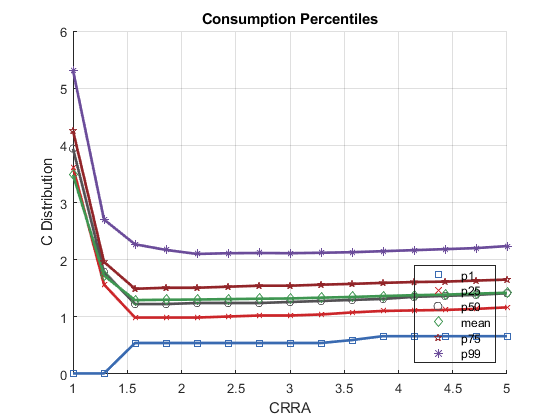 Consumption Percentiles
6
5
4
3
2
1
0
C Distribution
p1
p25
p50
mean
p75
p99
1 1.5 2 2.5 3 3.5 4 4.5 5
CRRA